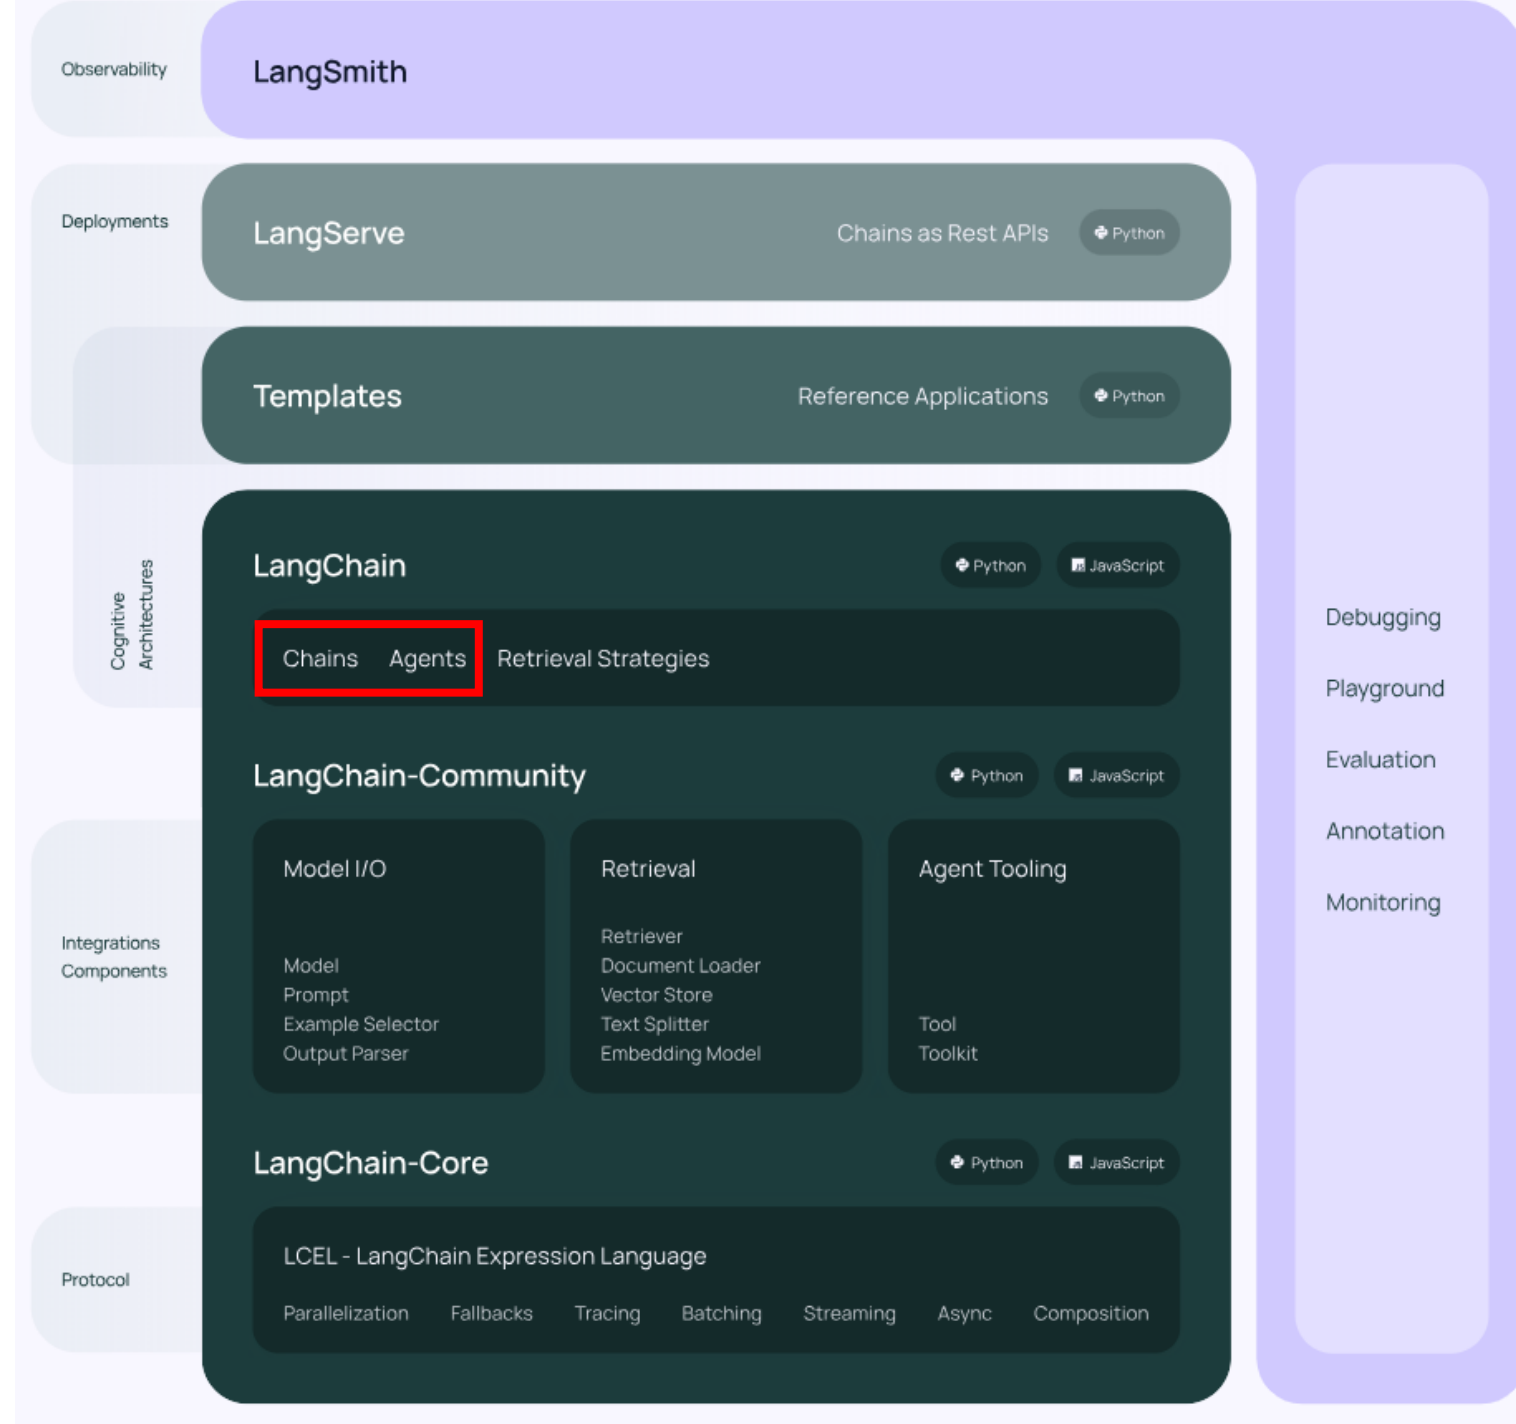 Observability
LangSmith
Deployments
LangServe
Chains as Rest APIs
Python
Templates
Reference Applications
Python
Cognitive
Architectures
LangChain
Python
JavaScript
Chains Agents Retrieval Strategies
LangChain-Community
Python
JavaScript
Integrations
Components
Model I/O
Model
Prompt
Example Selector
Output Parser
Retrieval
Retriever
Document Loader
Vector Store
Text Splitter
Embedding Model
Agent Tooling
Tool
Toolkit
LangChain-Core
Python
JavaScript
Protocol
LCEL - LangChain Expression Language
Parallelization Fallbacks Tracing Batching Streaming Async Composition
Debugging
Playground
Evaluation
Annotation
Monitoring